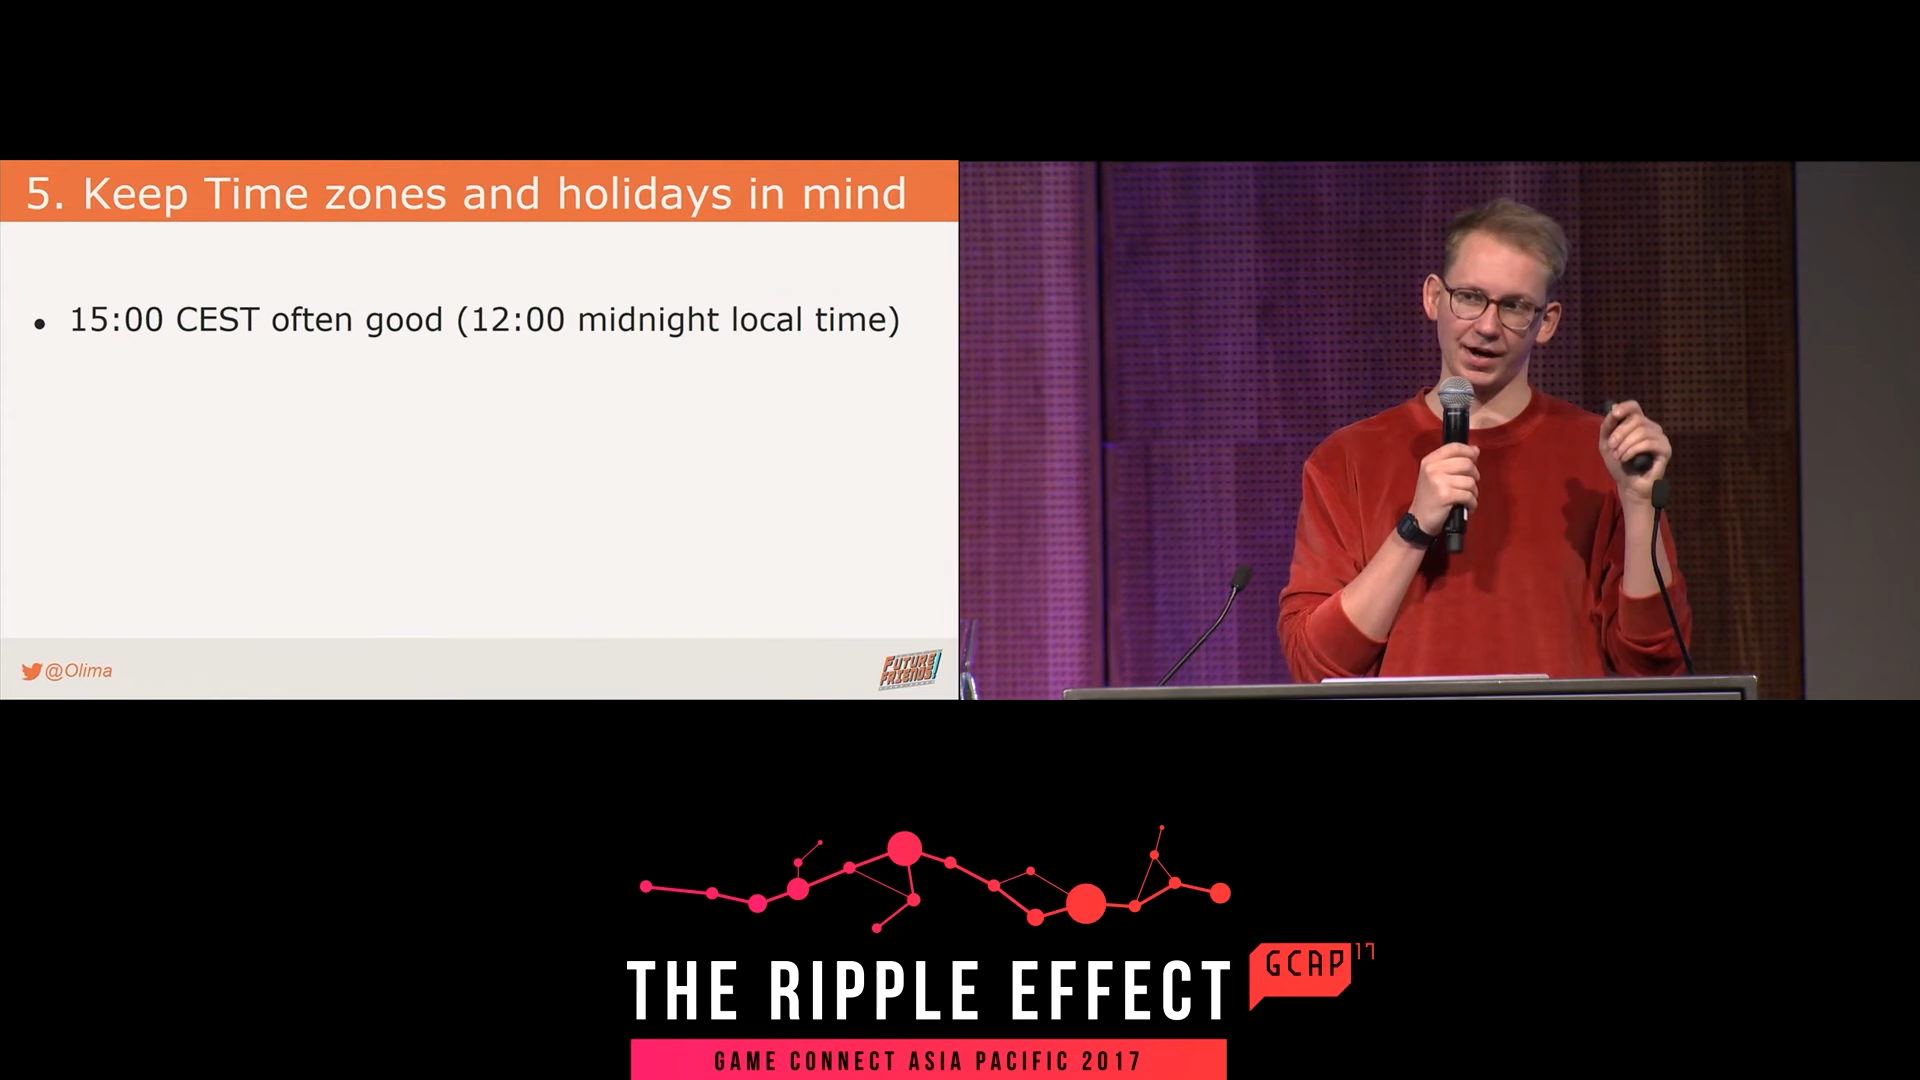 5. Keep Time zones and holidays in mind
• 15:00 CEST often good (12:00 midnight local time)
@Olima
FUTURE FRIENDS!
THE RIPPLE EFFECT
GCAP 17
GAME CONNECT ASIA PACIFIC 2017